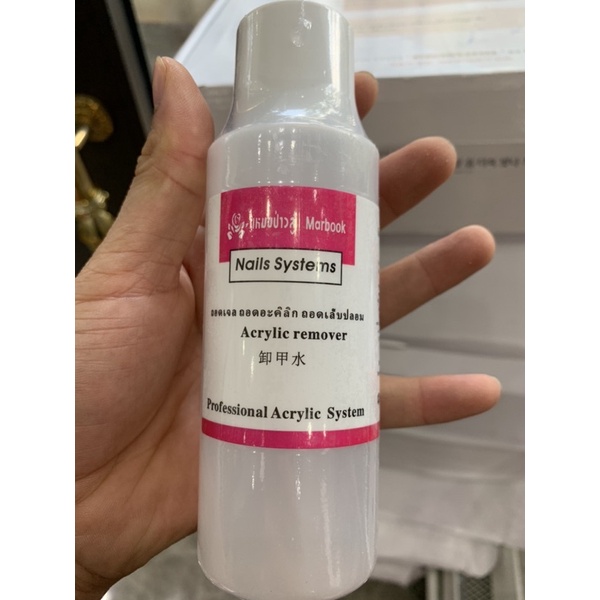 Marbook
Nails Systems
ถอดเจล ถอดอะคิลิก ถอดเล็บปลอม
Acrylic remover
卸甲水
Professional Acrylic System